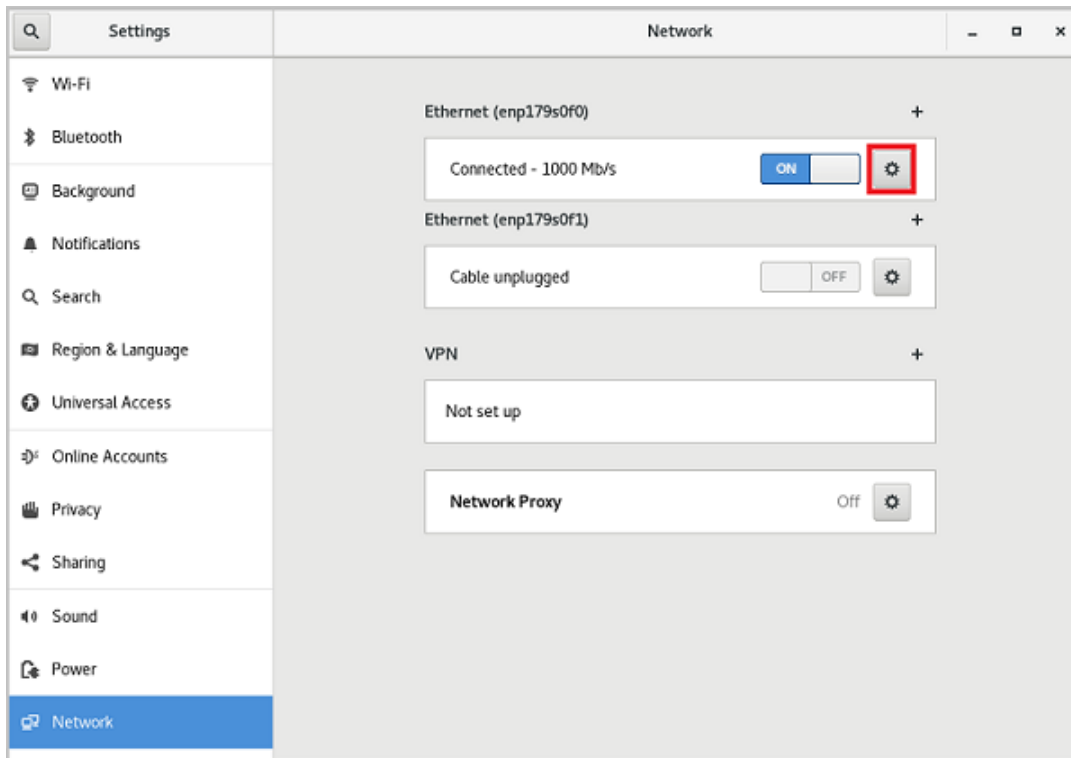 Settings
Network
Wi-Fi
Bluetooth
Background
Notifications
Search
Region & Language
Universal Access
Online Accounts
Privacy
Sharing
Sound
Power
Network
Ethernet (enp179s0f0)
Connected - 1000 Mb/s
ON
Ethernet (enp179s0f1)
Cable unplugged
OFF
VPN
Not set up
Network Proxy
Off